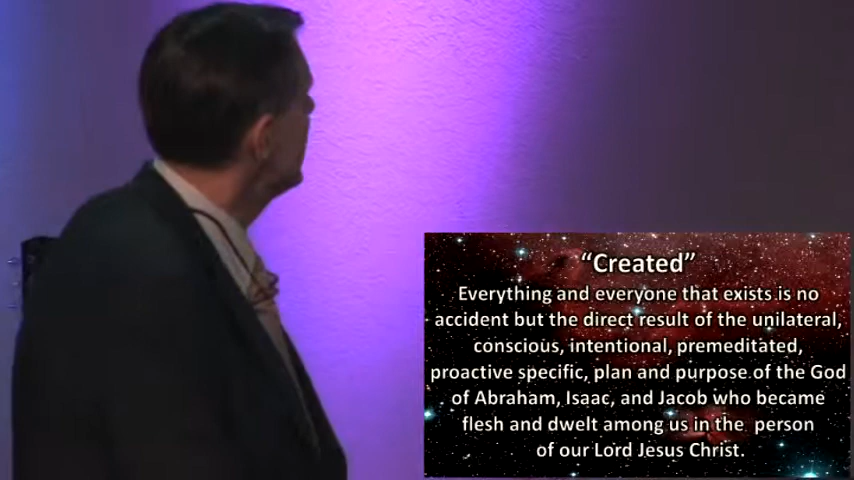 “Created”
Everything and everyone that exists is no
accident but the direct result of the unilateral,
conscious, intentional, premeditated,
proactive specific, plan and purpose of the God
of Abraham, Isaac, and Jacob who became
flesh and dwelt among us in the person
of our Lord Jesus Christ.